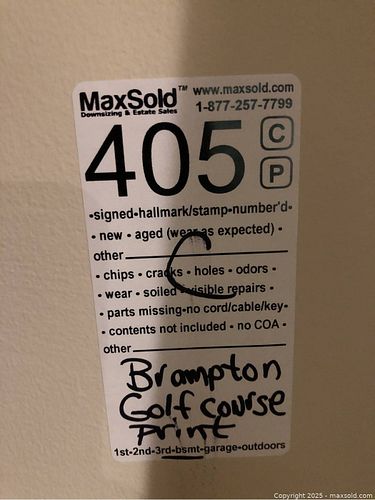 MaxSold™ www.maxsold.com
Downsizing & Estate Sales 1-877-257-7799
405 C
P
•signed•hallmark/stamp•number'd•
• new • aged (wear as expected) •
other
C
• chips • cracks • holes • odors •
• wear • soiled • visible repairs •
• parts missing•no cord/cable/key•
• contents not included • no COA •
other
Brampton
Golf course
Print
1st-2nd-3rd-bsmt-garage-outdoors
Copyright 2025 - maxsold.com